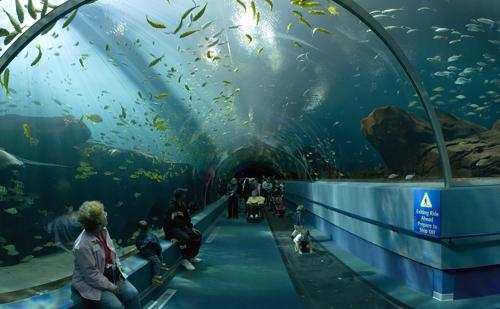 Exiting Ride
Ahead
Prepare to
Step Off